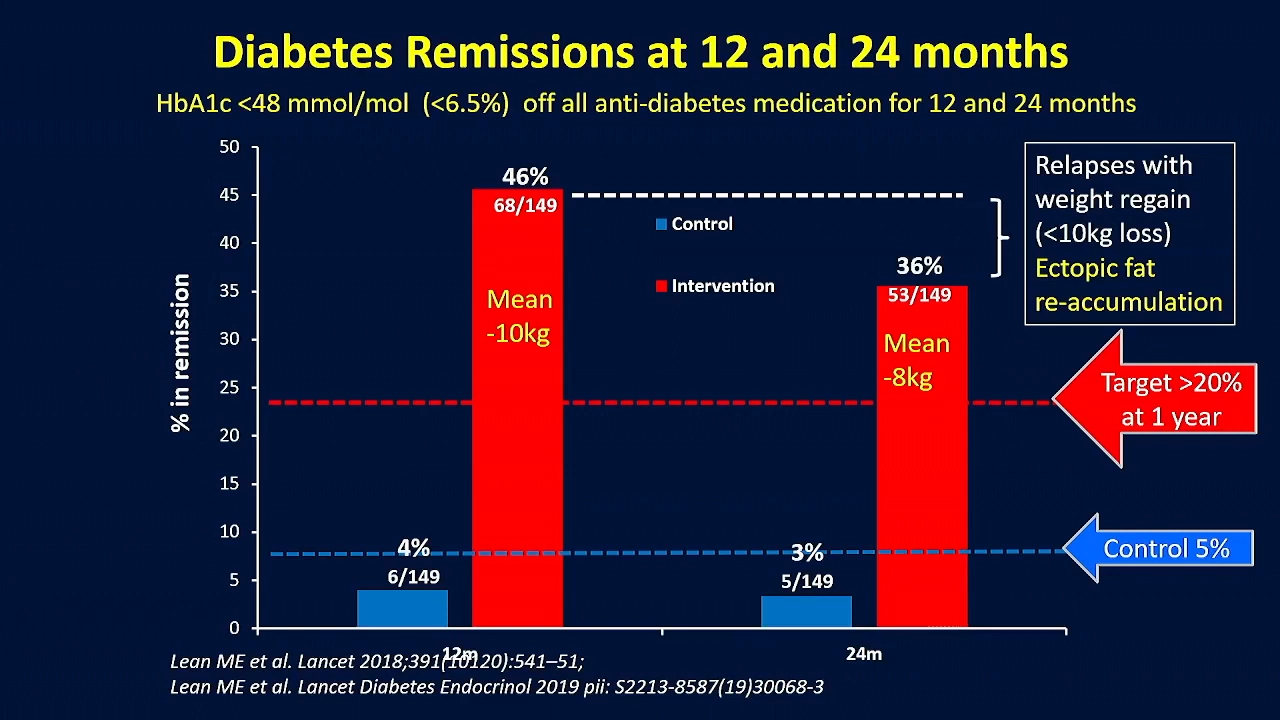 Diabetes Remissions at 12 and 24 months
HbA1c <48 mmol/mol (<6.5%) off all anti-diabetes medication for 12 and 24 months
% in remission
50
45
40
35
30
25
20
15
10
5
0
4%
6/149
46%
68/149
Mean
-10kg
Control
Intervention
3%
5/149
36%
53/149
Mean
-8kg
12m
24m
Relapses with
weight regain
(<10kg loss)
Ectopic fat
re-accumulation
Target >20%
at 1 year
Control 5%
Lean ME et al. Lancet 2018;391(10120):541–51;
Lean ME et al. Lancet Diabetes Endocrinol 2019 pii: S2213-8587(19)30068-3